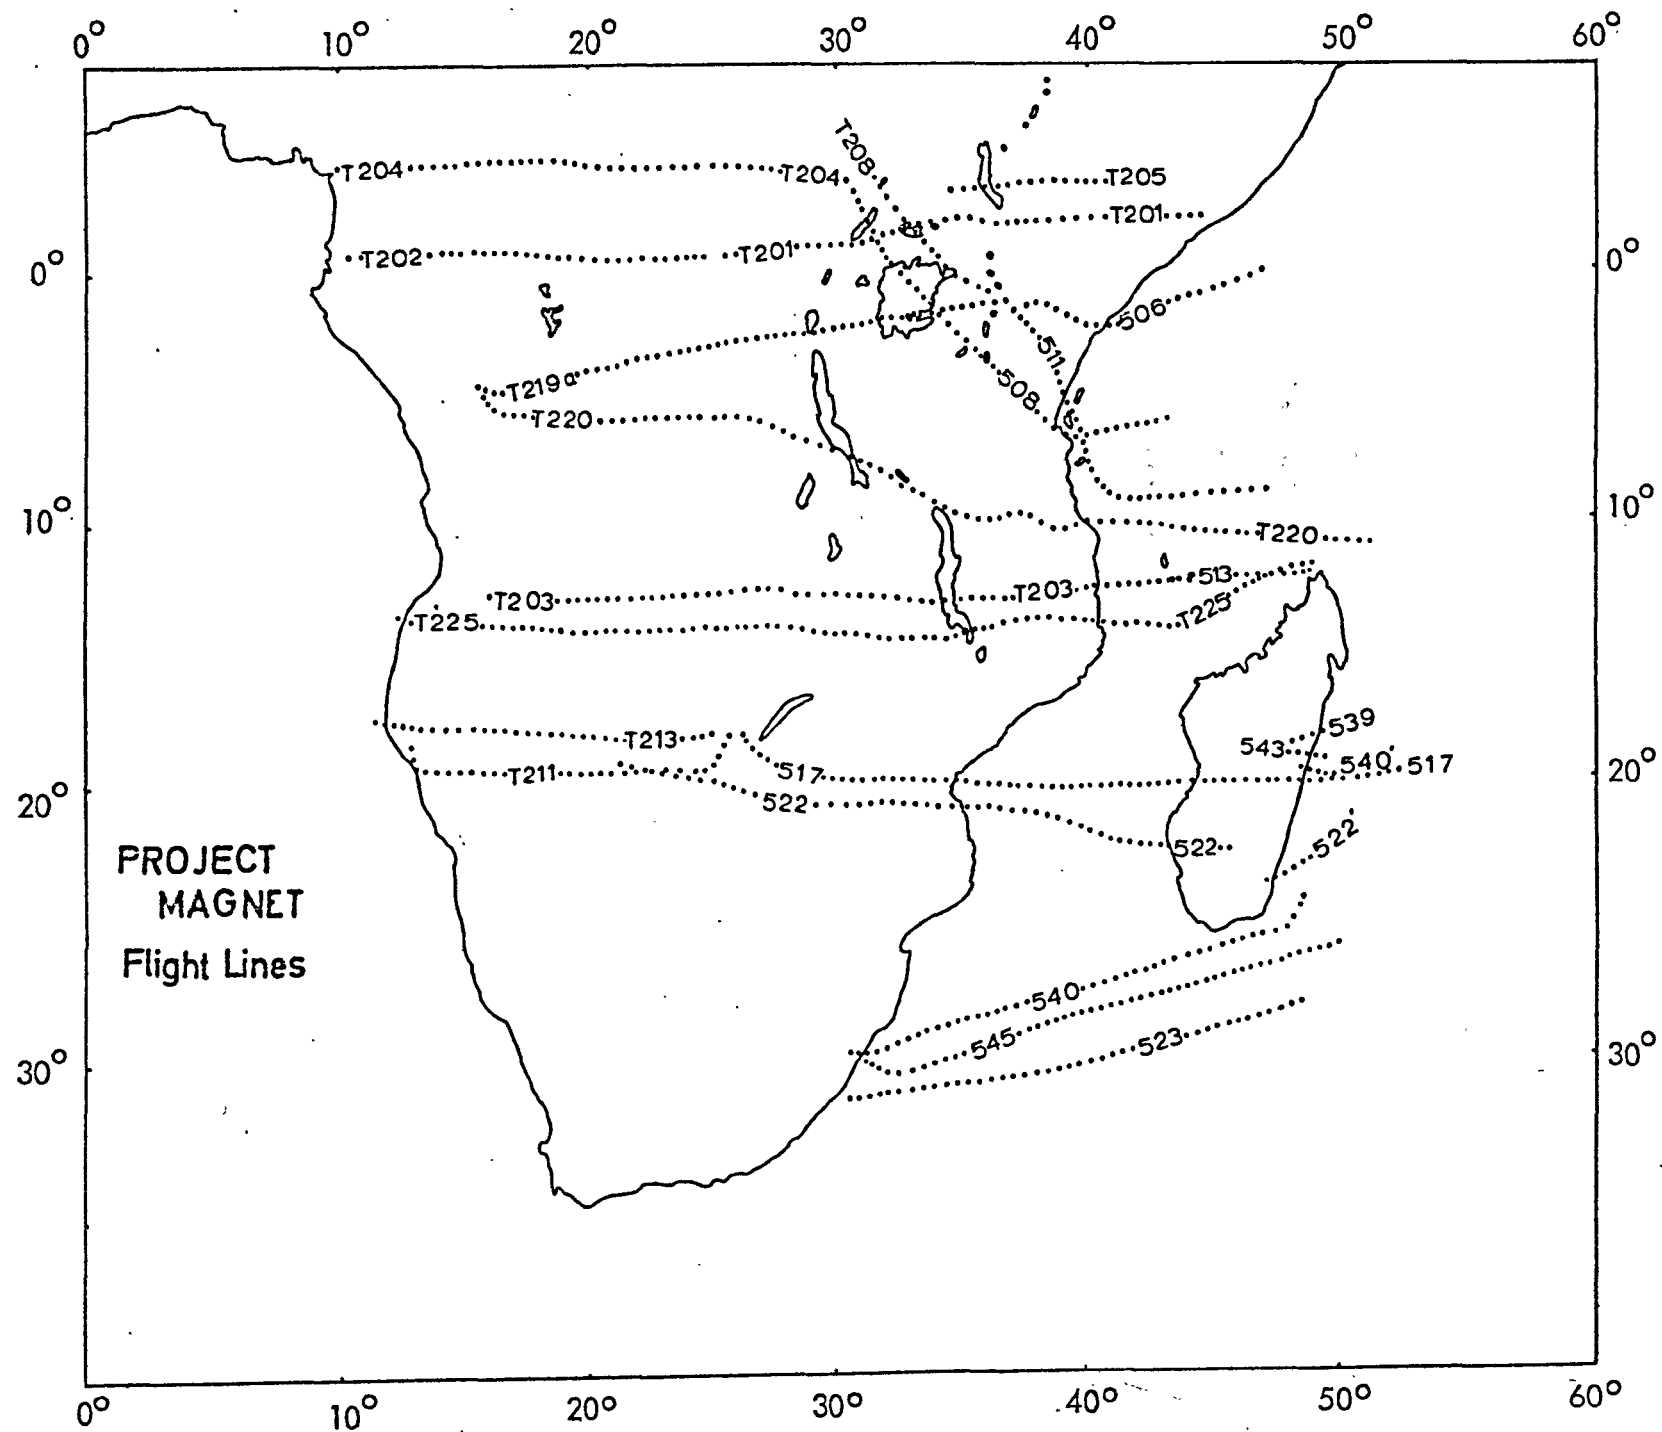 0° 10° 20° 30° 40° 50° 60°
T208
T204 T204 T205
T201
0° T202 T201 0°
506
511
T219a 508
T220
10° 10°
T220
T203 T203 513
T225 T225
539
T213 543
T211 517 540 517 20°
20° 522
522 522
PROJECT
MAGNET
Flight Lines
540
545 523
30° 30°
0° 10° 20° 30° 40° 50° 60°